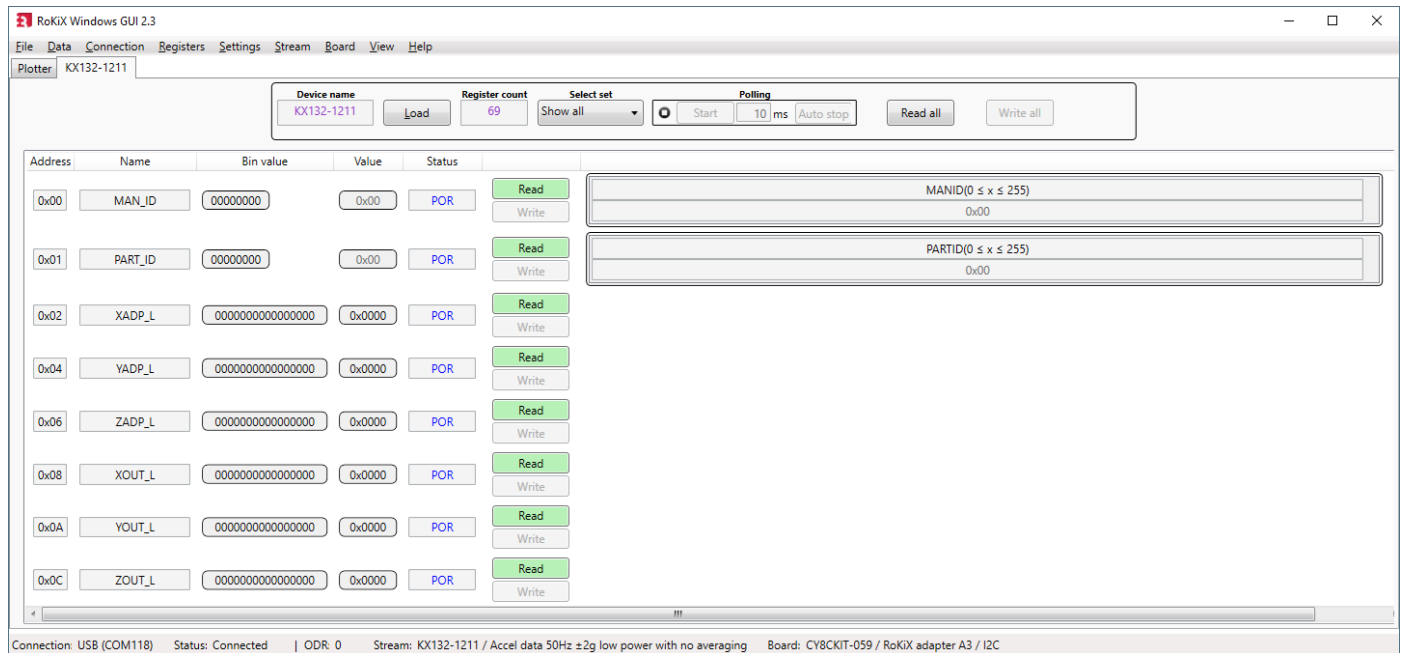 RoKiX Windows GUI 2.3
File Data Connection Registers Settings Stream Board View Help
Plotter KX132-1211
Device name Register count Select set Polling
KX132-1211 Load 69 Show all Start 10 ms Auto stop Read all Write all
Address Name Bin value Value Status
0x00 MAN_ID 00000000 0x00 POR Read Write MANID(0 ≤ x ≤ 255) 0x00
0x01 PART_ID 00000000 0x00 POR Read Write PARTID(0 ≤ x ≤ 255) 0x00
0x02 XADP_L 0000000000000000 0x0000 POR Read Write
0x04 YADP_L 0000000000000000 0x0000 POR Read Write
0x06 ZADP_L 0000000000000000 0x0000 POR Read Write
0x08 XOUT_L 0000000000000000 0x0000 POR Read Write
0x0A YOUT_L 0000000000000000 0x0000 POR Read Write
0x0C ZOUT_L 0000000000000000 0x0000 POR Read Write
Connection: USB (COM118) Status: Connected | ODR: 0 Stream: KX132-1211 / Accel data 50Hz ±2g low power with no averaging Board: CY8CKIT-059 / RoKiX adapter A3 / I2C